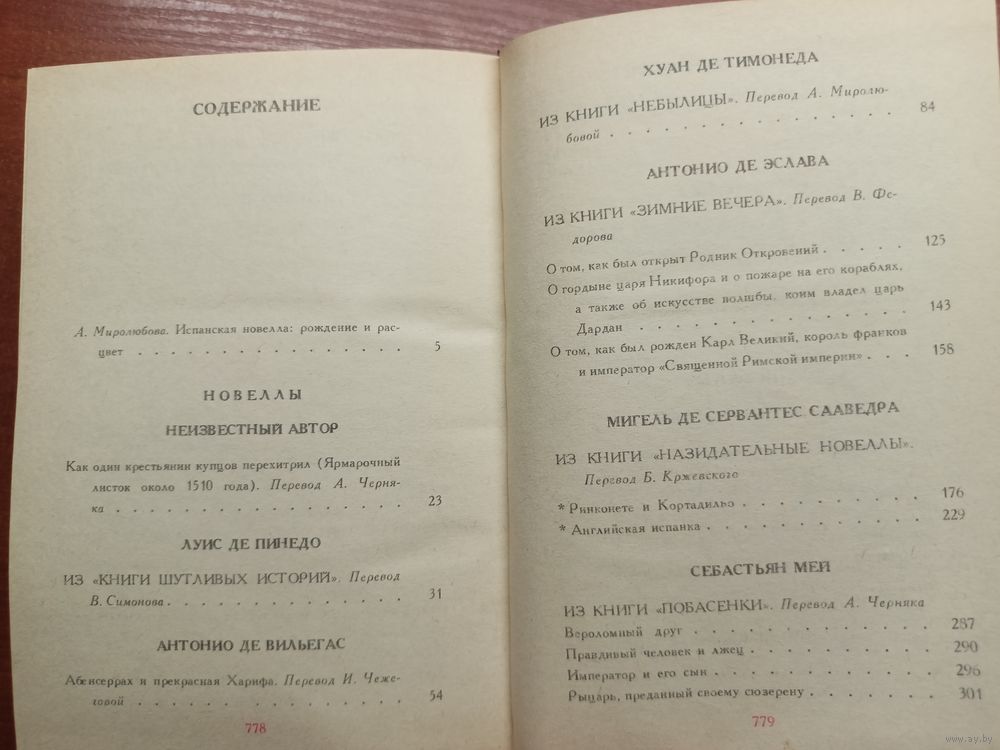 СОДЕРЖАНИЕ
А. Миролюбова. Испанская новелла: рождение и рас-
цвет . . . . . . . . . . . . . . . 5
НОВЕЛЛЫ
НЕИЗВЕСТНЫЙ АВТОР
Как один крестьянин купцов перехитрил (Ярмарочный
листок около 1510 года). Перевод А. Черня-
ка . . . . . . . . . . . . . . . . 23
ЛУИС ДЕ ПИНЕДО
ИЗ «КНИГИ ШУТЛИВЫХ ИСТОРИЙ». Перевод
В. Симонова . . . . . . . . . . . . . 31
АНТОНИО ДЕ ВИЛЬЕГАС
Абенсеррах и прекрасная Харифа. Перевод И. Чеже-
говой . . . . . . . . . . . . . . . 54
778
ХУАН ДЕ ТИМОНЕДА
ИЗ КНИГИ «НЕБЫЛИЦЫ». Перевод А. Миролю-
бовой . . . . . . . . . . . . . . . 84
АНТОНИО ДЕ ЭСЛАВА
ИЗ КНИГИ «ЗИМНИЕ ВЕЧЕРА». Перевод В. Фе-
дорова
О том, как был открыт Родник Откровений . . . . . 125
О гордыне царя Никифора и о пожаре на его кораблях,
а также об искусстве волшбы, коим владел царь
Дардан . . . . . . . . . . . . . . . 143
О том, как был рожден Карл Великий, король франков
и император «Священной Римской империи» . . . 158
МИГЕЛЬ ДЕ СЕРВАНТЕС СААВЕДРА
ИЗ КНИГИ «НАЗИДАТЕЛЬНЫЕ НОВЕЛЛЫ».
Перевод Б. Кржевского
* Ринконете и Кортадильо . . . . . . . . . 176
* Английская испанка . . . . . . . . . . . 229
СЕБАСТЬЯН МЕЙ
ИЗ КНИГИ «ПОБАСЕНКИ». Перевод А. Черняка
Вероломный друг . . . . . . . . . . . . 287
Правдивый человек и лжец . . . . . . . . . 290
Император и его сын . . . . . . . . . . . 296
Рыцарь, преданный своему сюзерену . . . . . . 301
779
www.ay.by